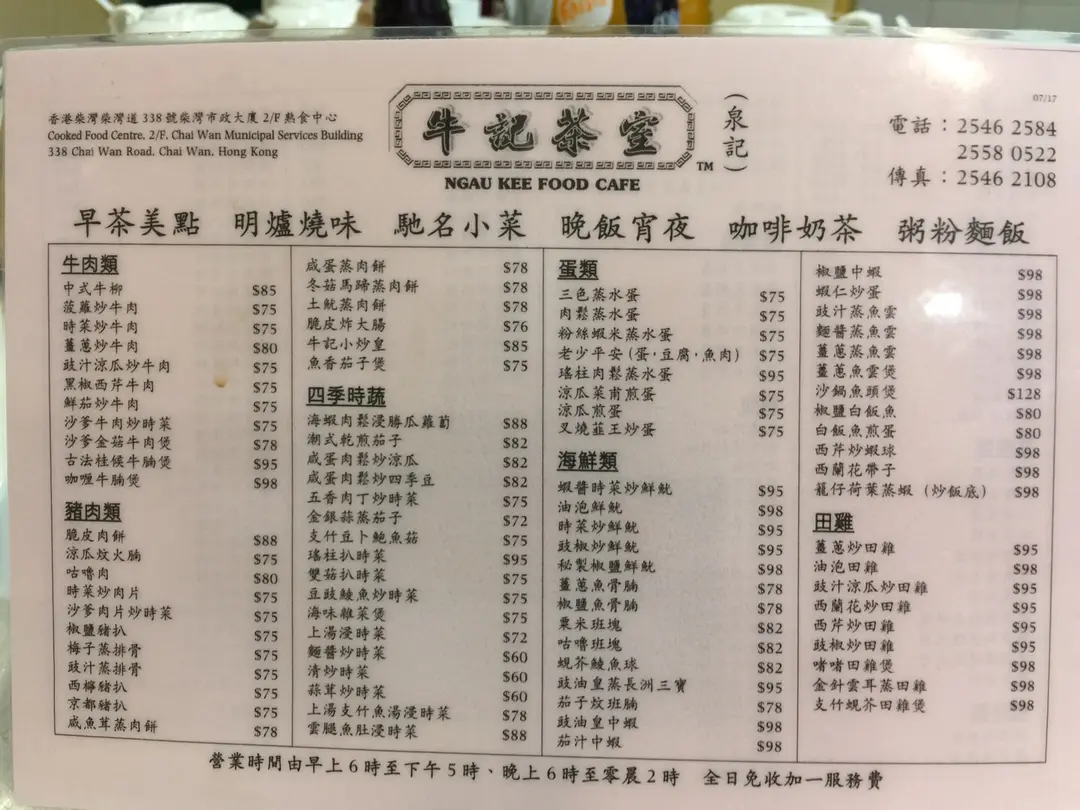 香港柴灣柴灣道 338 號柴灣市政大廈 2/F 熟食中心
Cooked Food Centre, 2/F, Chai Wan Municipal Services Building
338 Chai Wan Road, Chai Wan, Hong Kong
牛記茶室
TM
(泉記)
NGAU KEE FOOD CAFE
07/17
電話：2546 2584
2558 0522
傳真：2546 2108
早茶美點 明爐燒味 馳名小菜 晚飯宵夜 咖啡奶茶 粥粉麵飯
牛肉類
中式牛柳 $85
菠蘿炒牛肉 $75
時菜炒牛肉 $75
薑蔥炒牛肉 $80
豉汁涼瓜炒牛肉 $75
黑椒西芹牛肉 $75
鮮茄炒牛肉 $75
沙爹牛肉炒時菜 $75
沙爹金菇牛肉煲 $78
古法柱侯牛腩煲 $95
咖喱牛腩煲 $98
豬肉類
脆皮肉餅 $88
涼瓜炆火腩 $75
咕嚕肉 $80
時菜炒肉片 $75
沙爹肉片炒時菜 $75
椒鹽豬扒 $75
梅子蒸排骨 $75
豉汁蒸排骨 $75
西檸豬扒 $75
京都豬扒 $75
咸魚茸蒸肉餅 $78
咸蛋蒸肉餅 $78
冬菇馬蹄蒸肉餅 $78
土魷蒸肉餅 $78
脆皮炸大腸 $76
牛記小炒皇 $85
魚香茄子煲 $75
四季時蔬
海蝦肉鬆浸勝瓜蘿蔔 $88
潮式乾煎茄子 $82
咸蛋肉鬆炒涼瓜 $82
咸蛋肉鬆炒四季豆 $82
五香肉丁炒時菜 $75
金銀蒜蒸茄子 $72
支竹豆卜鮑魚菇 $75
瑤柱扒時菜 $95
雙菇扒時菜 $75
豆豉鯪魚炒時菜 $75
海味雜菜煲 $75
上湯浸時菜 $72
麵醬炒時菜 $60
清炒時菜 $60
蒜茸炒時菜 $60
上湯支竹魚湯浸時菜 $78
雲腿魚肚浸時菜 $88
蛋類
三色蒸水蛋 $75
肉鬆蒸水蛋 $75
粉絲蝦米蒸水蛋 $75
老少平安 (蛋，豆腐，魚肉) $75
瑤柱肉鬆蒸水蛋 $95
涼瓜菜甫煎蛋 $75
涼瓜煎蛋 $75
叉燒韮王炒蛋 $75
海鮮類
蝦醬時菜炒鮮魷 $95
油泡鮮魷 $98
時菜炒鮮魷 $95
豉椒炒鮮魷 $95
秘製椒鹽鮮魷 $98
薑蔥魚骨腩 $78
椒鹽魚骨腩 $78
粟米班塊 $82
咕嚕班塊 $82
蜆芥鯪魚球 $82
豉油皇蒸長洲三寶 $95
茄子炆班腩 $78
豉油皇中蝦 $98
茄汁中蝦 $98
椒鹽中蝦 $98
蝦仁炒蛋 $98
豉汁蒸魚雲 $98
麵醬蒸魚雲 $98
薑蔥蒸魚雲 $98
薑蔥魚雲煲 $98
沙鍋魚頭煲 $128
椒鹽白飯魚 $80
白飯魚煎蛋 $80
西芹炒蝦球 $98
西蘭花帶子 $98
籠仔荷葉蒸蝦 (炒飯底) $98
田雞
薑蔥炒田雞 $95
油泡田雞 $98
豉汁涼瓜炒田雞 $95
西蘭花炒田雞 $95
西芹炒田雞 $95
豉椒炒田雞 $95
啫啫田雞煲 $98
金針雲耳蒸田雞 $98
支竹蜆芥田雞煲 $98
營業時間由早上 6 時至下午 5 時、晚上 6 時至零晨 2 時 全日免收加一服務費